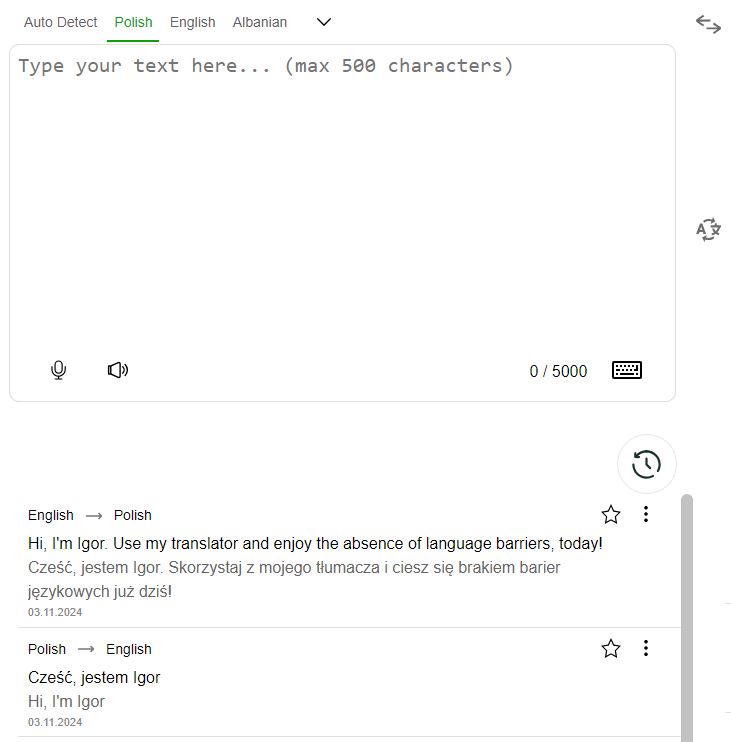 Auto Detect Polish English Albanian
Type your text here... (max 500 characters)
0 / 5000
English → Polish
Hi, I'm Igor. Use my translator and enjoy the absence of language barriers, today!
Cześć, jestem Igor. Skorzystaj z mojego tłumacza i ciesz się brakiem barier
językowych już dziś!
03.11.2024
Polish → English
Cześć, jestem Igor
Hi, I'm Igor
03.11.2024